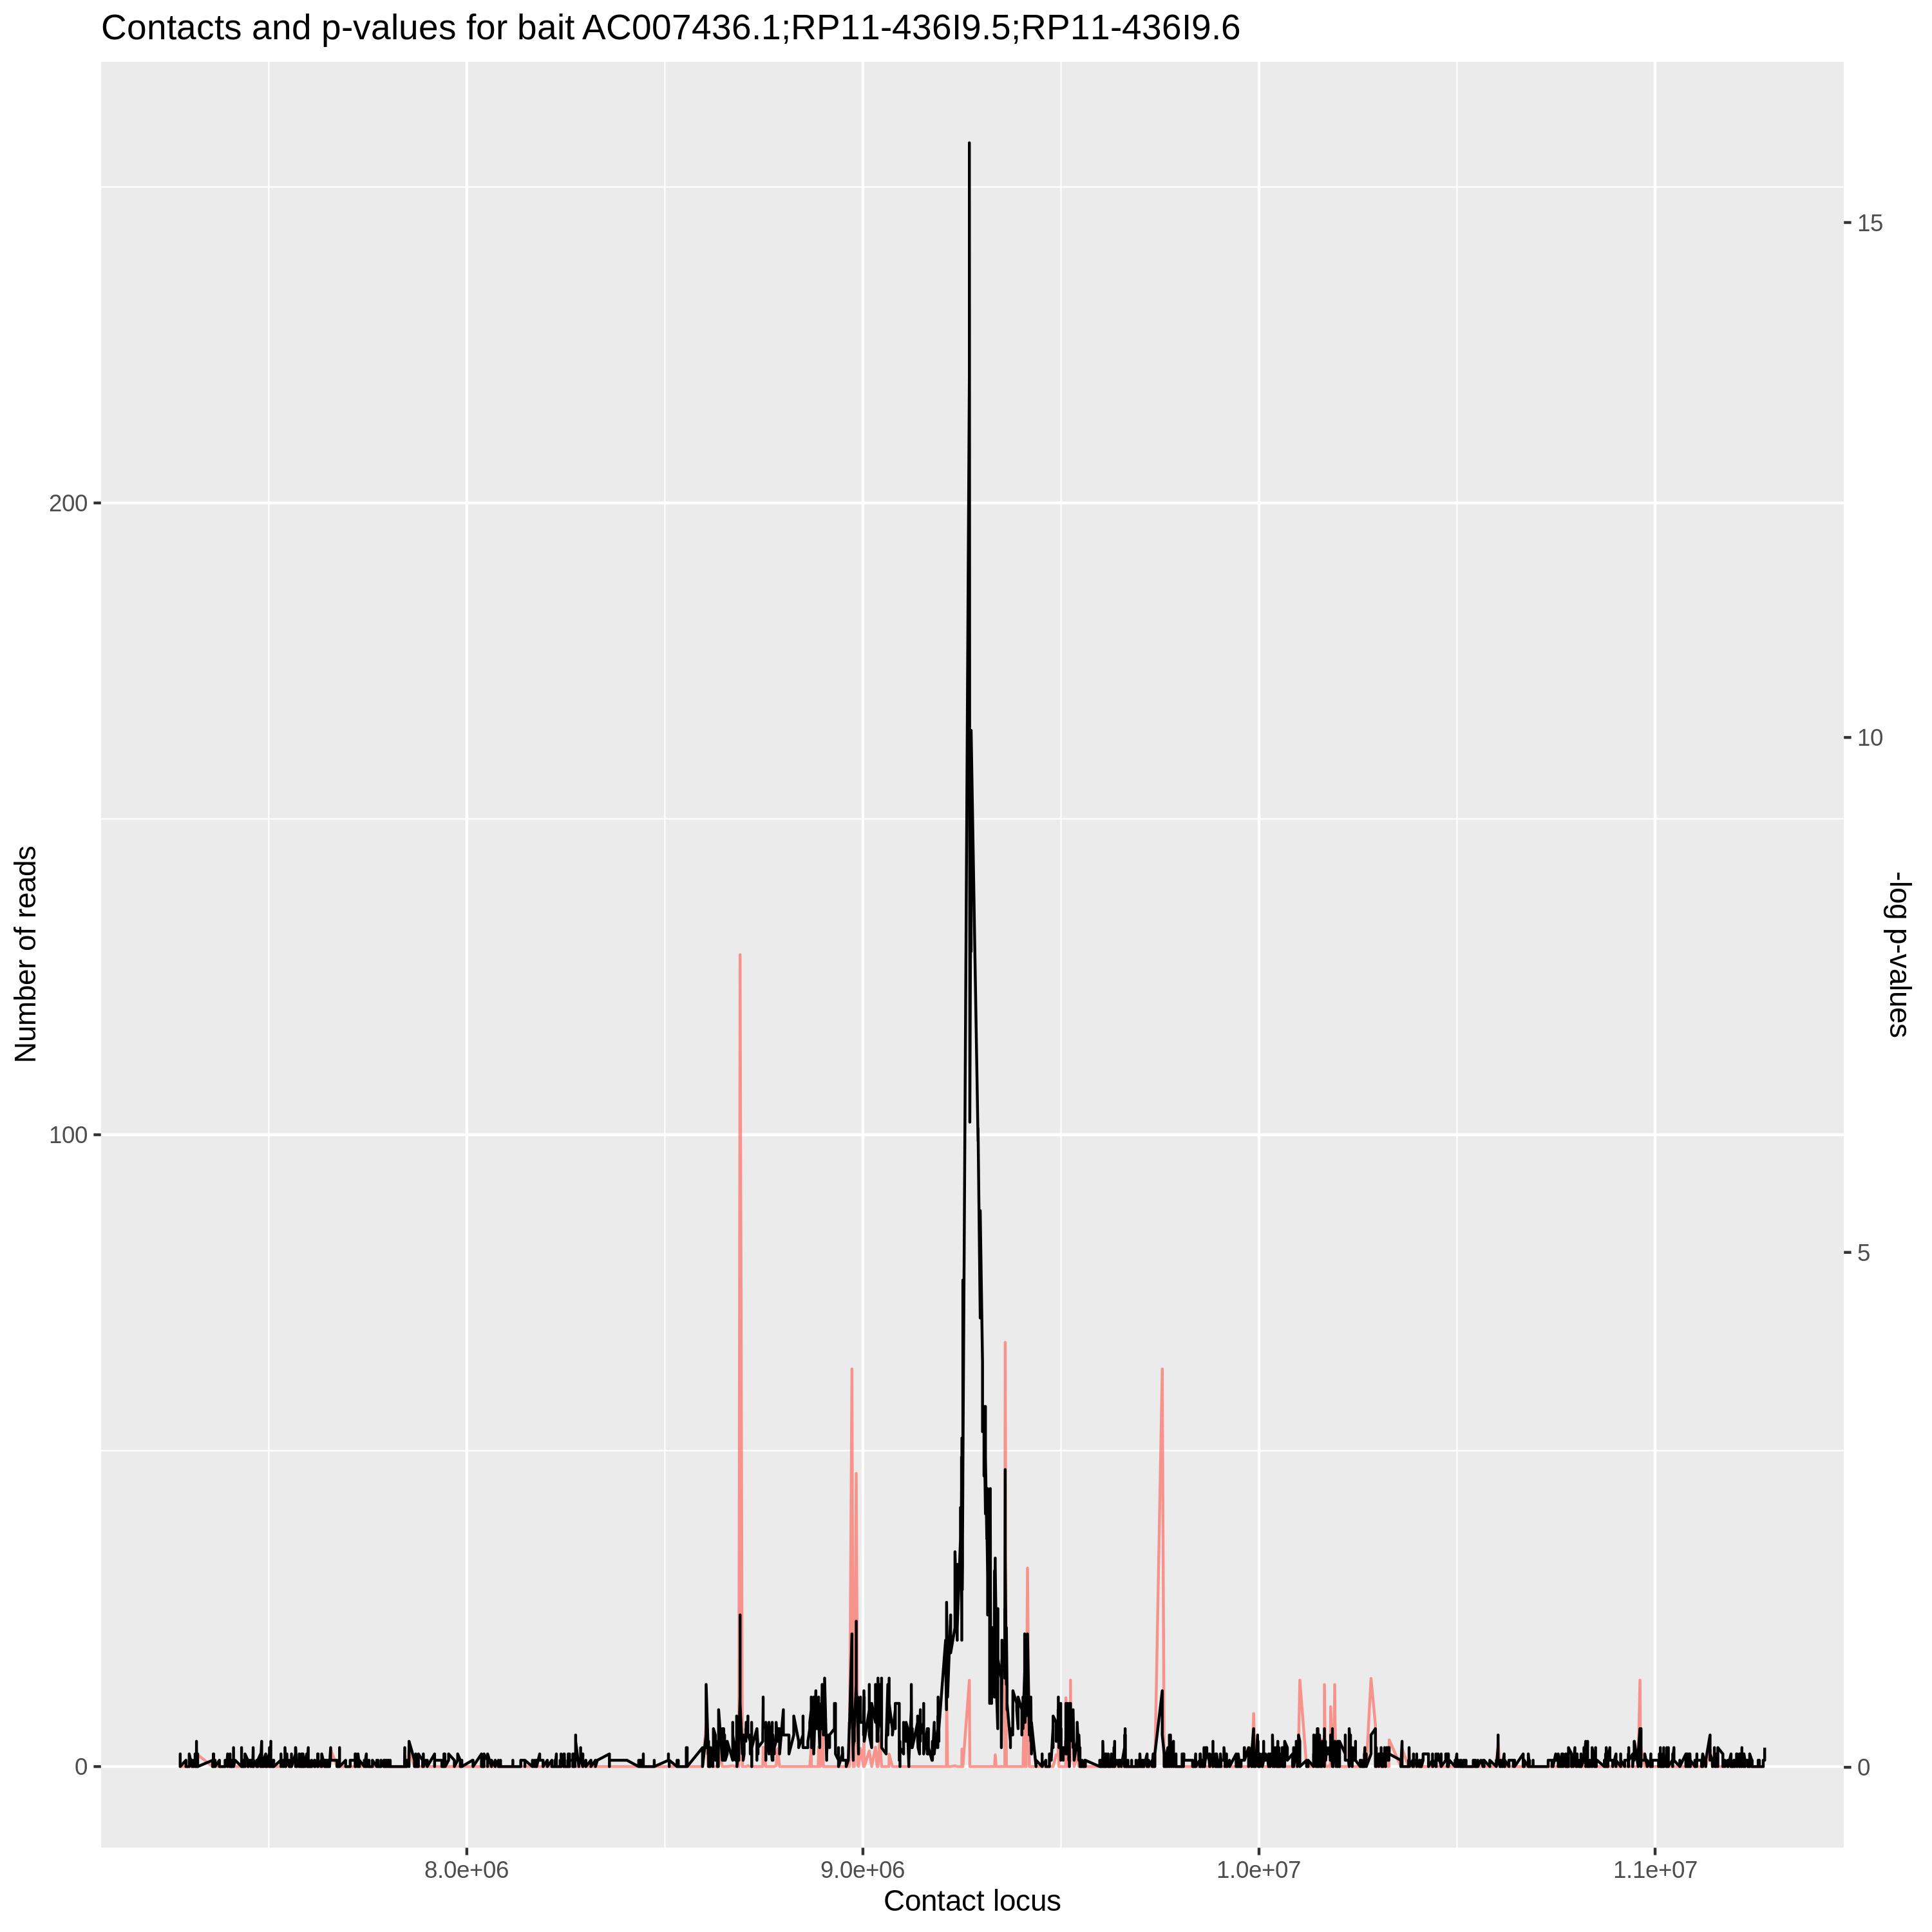 Contacts and p-values for bait AC007436.1;RP11-436I9.5;RP11-436I9.6
Number of reads
200
100
0
15
10
5
0
-log p-values
8.0e+06 9.0e+06 1.0e+07 1.1e+07
Contact locus